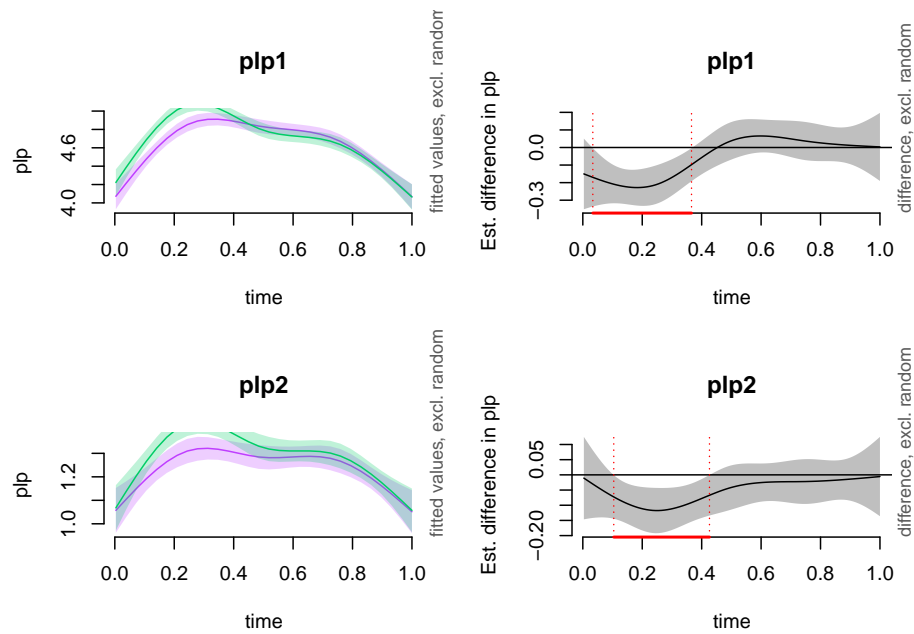 plp1
plp
4.0
4.6
0.0
0.2
0.4
0.6
0.8
1.0
time
fitted values, excl. random
plp1
Est. difference in plp
−0.3
0.0
0.0
0.2
0.4
0.6
0.8
1.0
time
difference, excl. random
plp2
plp
1.0
1.2
0.0
0.2
0.4
0.6
0.8
1.0
time
fitted values, excl. random
plp2
Est. difference in plp
−0.20
0.05
0.0
0.2
0.4
0.6
0.8
1.0
time
difference, excl. random